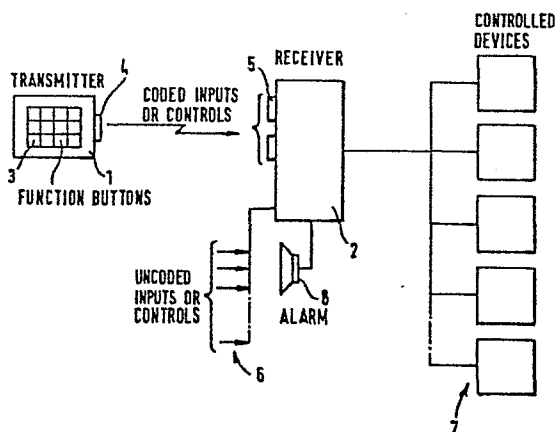 CONTROLLED
DEVICES
RECEIVER
TRANSMITTER
4
5
CODED INPUTS
OR CONTROLS
3
1
FUNCTION BUTTONS
2
UNCODED
INPUTS OR
CONTROLS
8
ALARM
6
7